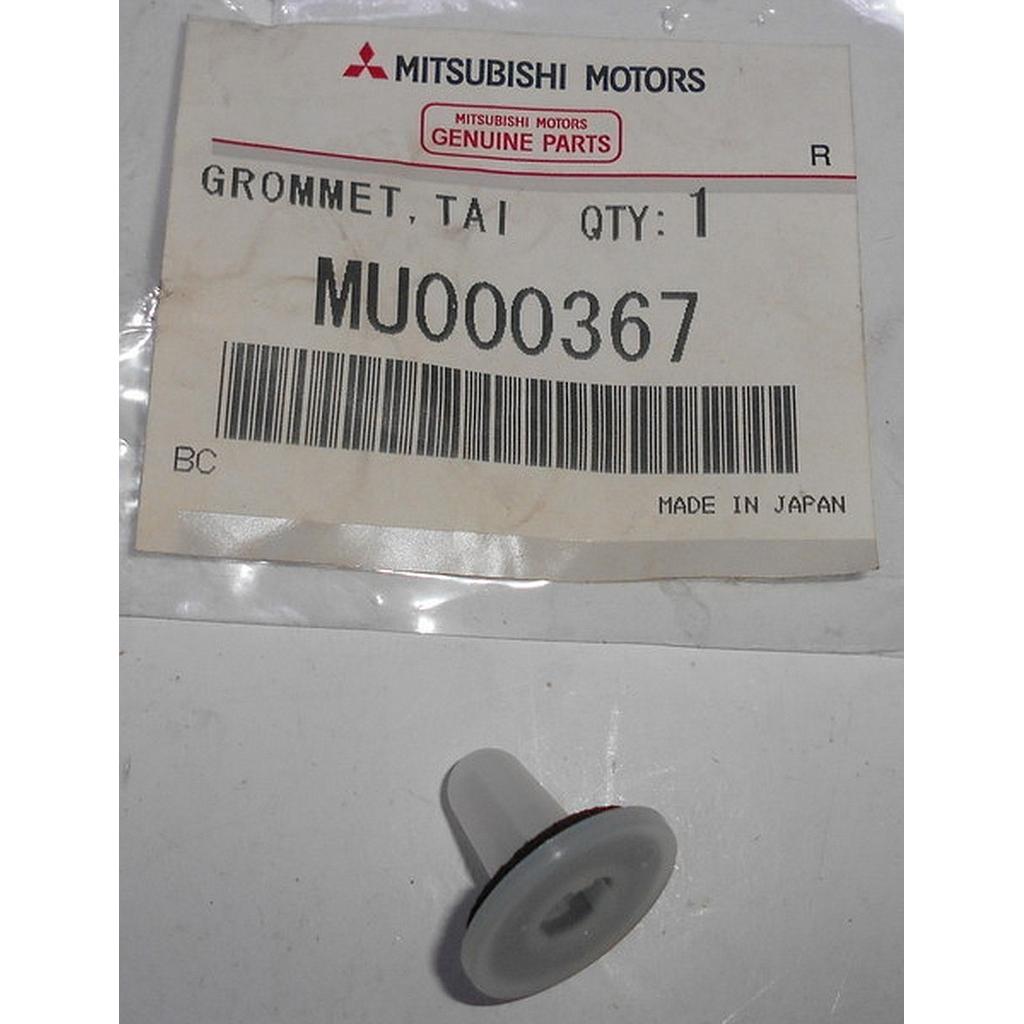 MITSUBISHI MOTORS
MITSUBISHI MOTORS
GENUINE PARTS
R
GROMMET, TAI QTY: 1
MU000367
BC
MADE IN JAPAN